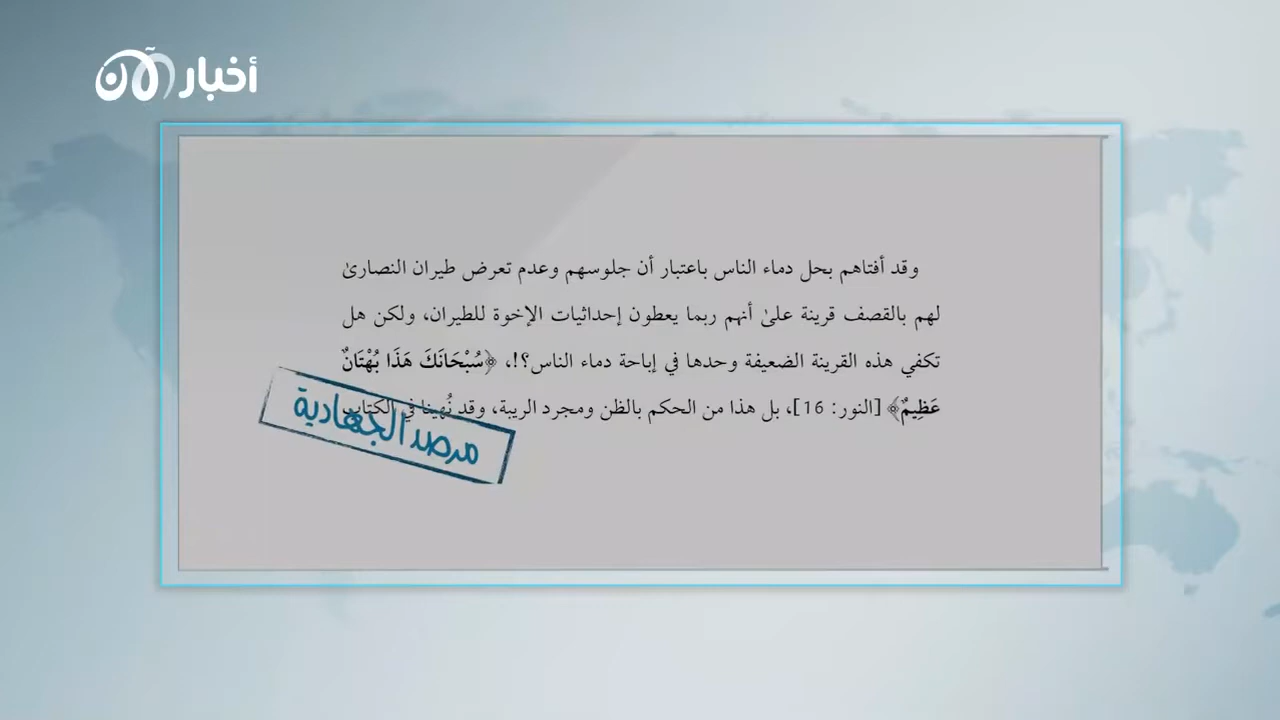 أخبار الآن
وقد أفتاهم بحل دماء الناس باعتبار أن جلوسهم وعدم تعرض طيران النصارىٰ
لهم بالقصف قرينة علىٰ أنهم ربما يعطون إحداثيات الإخوة للطيران، ولكن هل
تكفي هذه القرينة الضعيفة وحدها في إباحة دماء الناس؟!، ﴿سُبْحَانَكَ هَذَا بُهْتَانٌ
عَظِيمٌ﴾ [النور: 16]، بل هذا من الحكم بالظن ومجرد الريبة، وقد نُهينا في الكتاب
مرصد الجهادية